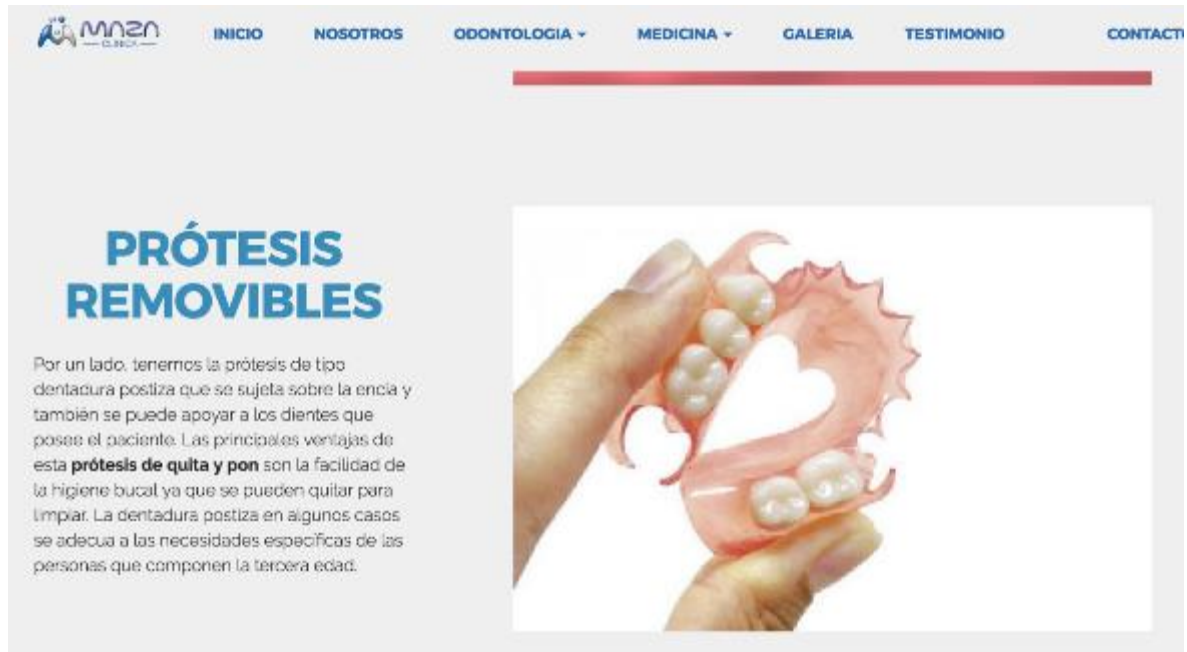 MAZA
CLINICA
INICIO
NOSOTROS
ODONTOLOGIA
MEDICINA
GALERIA
TESTIMONIO
CONTACTO
PRÓTESIS
REMOVIBLES
Por un lado, tenemos la prótesis de tipo
dentadura postiza que se sujeta sobre la encía y
también se puede apoyar a los dientes que
posee el paciente. Las principales ventajas de
esta prótesis de quita y pon son la facilidad de
la higiene bucal ya que se pueden quitar para
limpiar. La dentadura postiza en algunos casos
se adecua a las necesidades específicas de las
personas que componen la tercera edad.